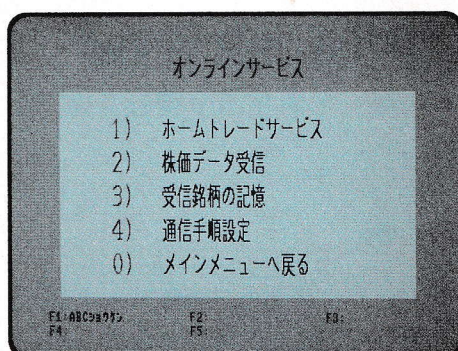 オンラインサービス
1) ホームトレードサービス
2) 株価データ受信
3) 受信銘柄の記憶
4) 通信手順設定
0) メインメニューへ戻る
F1:ABCショウケン F2: F3:
F4 F5: